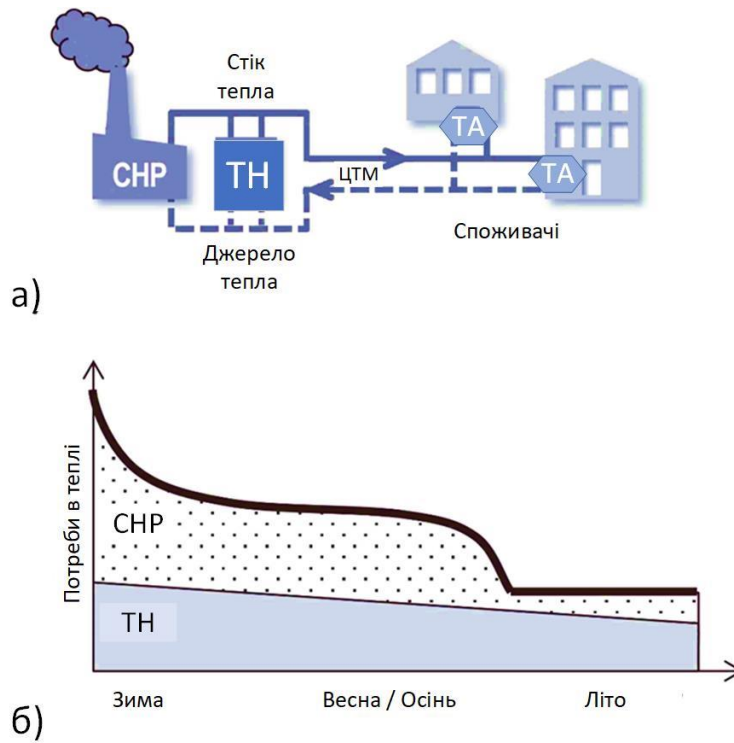 Стік
тепла
CHP
ТН
ТА
ТА
ЦТМ
Споживачі
Джерело
тепла
а)
Потреби в теплі
CHP
ТН
Зима
Весна / Осінь
Літо
б)